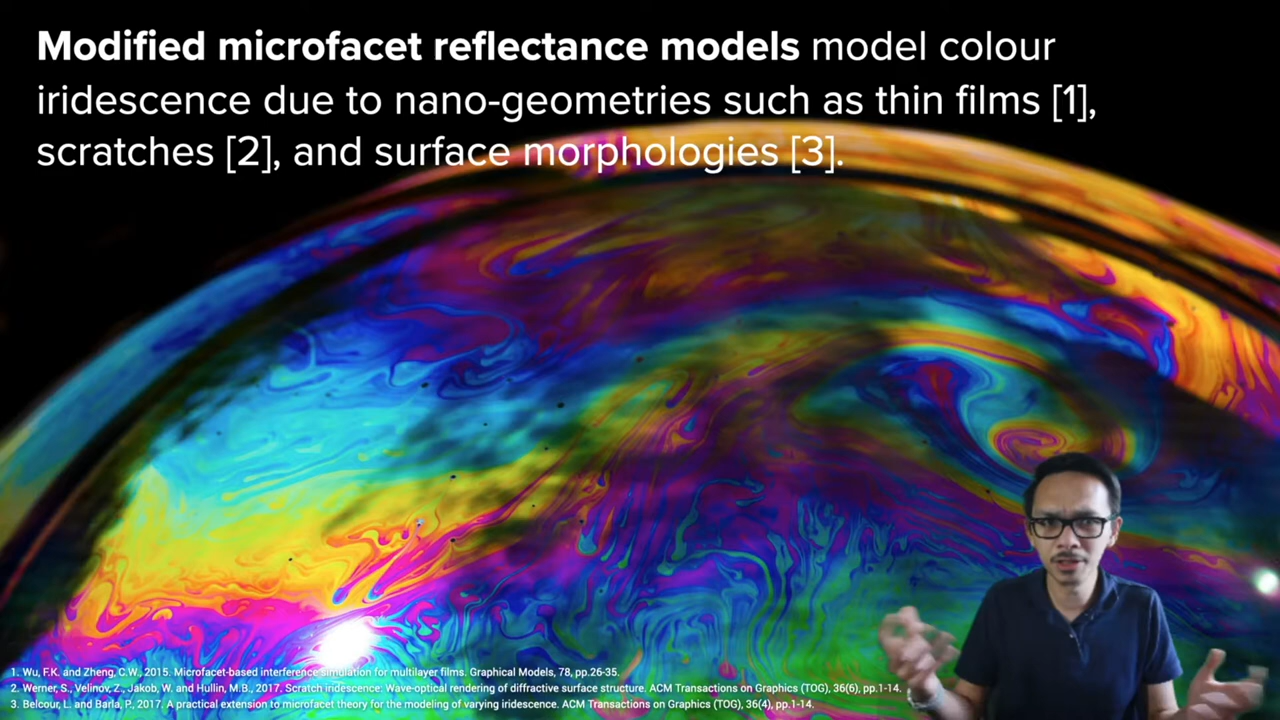 Modified microfacet reflectance models model colour
iridescence due to nano-geometries such as thin films [1],
scratches [2], and surface morphologies [3].
1. Wu, F.K. and Zheng, C.W., 2015. Microfacet-based interference simulation for multilayer films. Graphical Models, 78, pp.26-35.
2. Werner, S., Velinov, Z., Jakob, W. and Hullin, M.B., 2017. Scratch iridescence: Wave-optical rendering of diffractive surface structure. ACM Transactions on Graphics (TOG), 36(6), pp.1-14.
3. Belcour, L. and Barla, P., 2017. A practical extension to microfacet theory for the modeling of varying iridescence. ACM Transactions on Graphics (TOG), 36(4), pp.1-14.